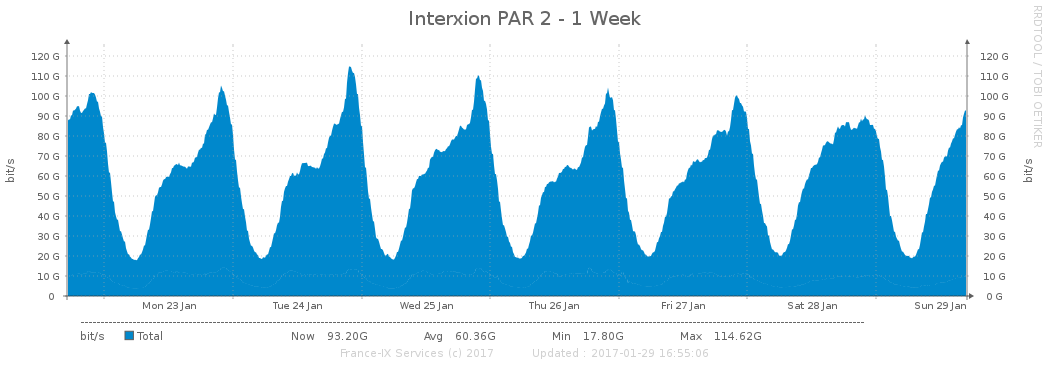 Interxion PAR 2 - 1 Week
RRDTOOL / TOBI OETIKER
bit/s
120 G
110 G
100 G
90 G
80 G
70 G
60 G
50 G
40 G
30 G
20 G
10 G
0
120 G
110 G
100 G
90 G
80 G
70 G
60 G
50 G
40 G
30 G
20 G
10 G
0 G
bit/s
Mon 23 Jan Tue 24 Jan Wed 25 Jan Thu 26 Jan Fri 27 Jan Sat 28 Jan Sun 29 Jan
bit/s Total Now 93.20G Avg 60.36G Min 17.80G Max 114.62G
France-IX Services (c) 2017 Updated : 2017-01-29 16:55:06